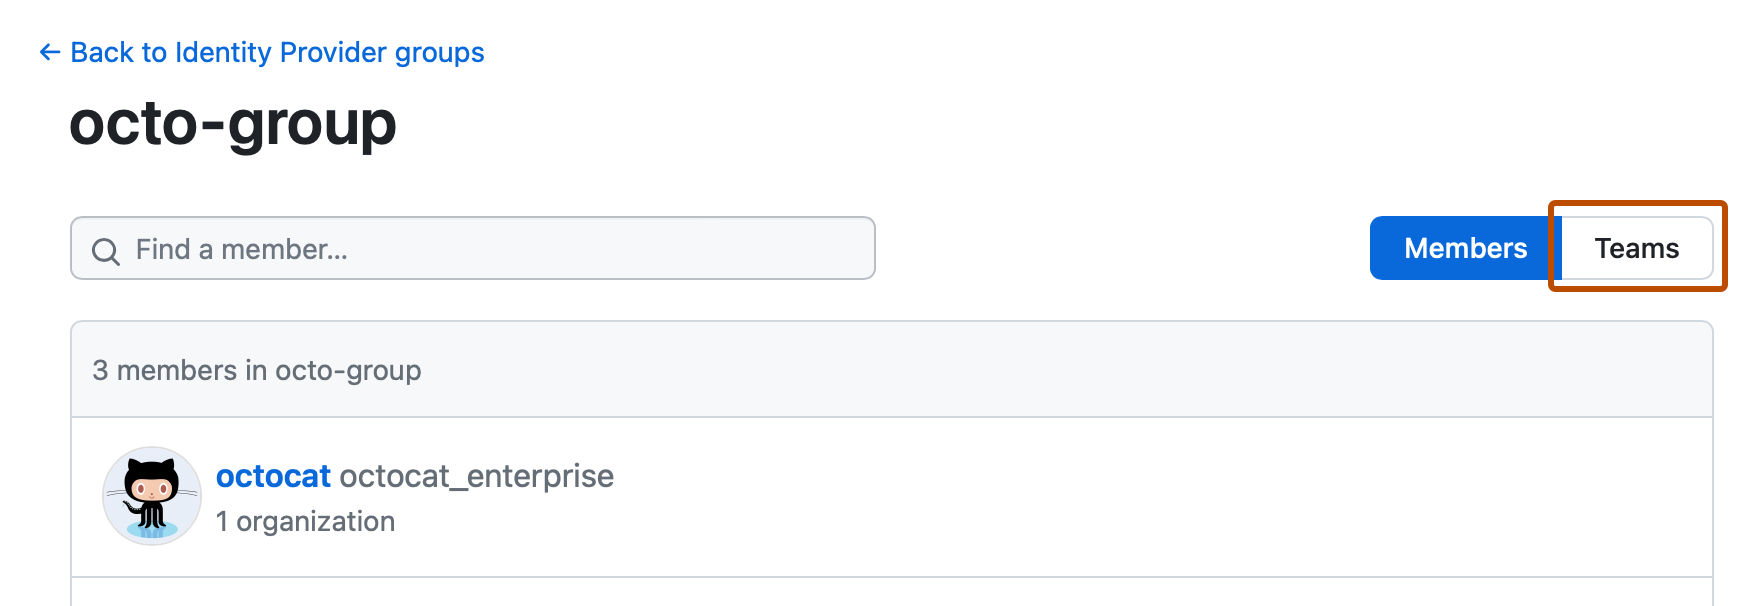 ← Back to Identity Provider groups
octo-group
Find a member...
Members
Teams
3 members in octo-group
octocat octocat_enterprise
1 organization